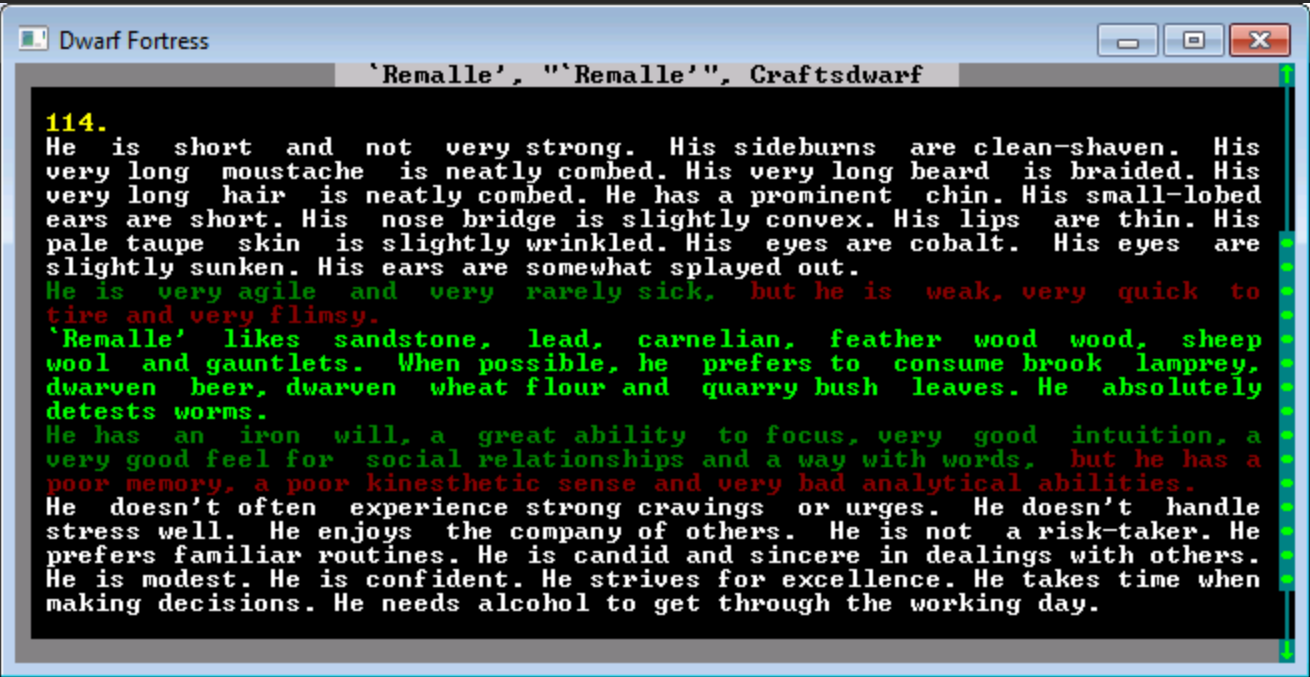 Dwarf Fortress
`Remalle', "`Remalle'", Craftsdwarf
114.
He is short and not very strong. His sideburns are clean-shaven. His
very long moustache is neatly combed. His very long beard is braided. His
very long hair is neatly combed. He has a prominent chin. His small-lobed
ears are short. His nose bridge is slightly convex. His lips are thin. His
pale taupe skin is slightly wrinkled. His eyes are cobalt. His eyes are
slightly sunken. His ears are somewhat splayed out.
He is very agile and very rarely sick, but he is weak, very quick to
tire and very flimsy.
`Remalle' likes sandstone, lead, carnelian, feather wood wood, sheep
wool and gauntlets. When possible, he prefers to consume brook lamprey,
dwarven beer, dwarven wheat flour and quarry bush leaves. He absolutely
detests worms.
He has an iron will, a great ability to focus, very good intuition, a
very good feel for social relationships and a way with words, but he has a
poor memory, a poor kinesthetic sense and very bad analytical abilities.
He doesn't often experience strong cravings or urges. He doesn't handle
stress well. He enjoys the company of others. He is not a risk-taker. He
prefers familiar routines. He is candid and sincere in dealings with others.
He is modest. He is confident. He strives for excellence. He takes time when
making decisions. He needs alcohol to get through the working day.